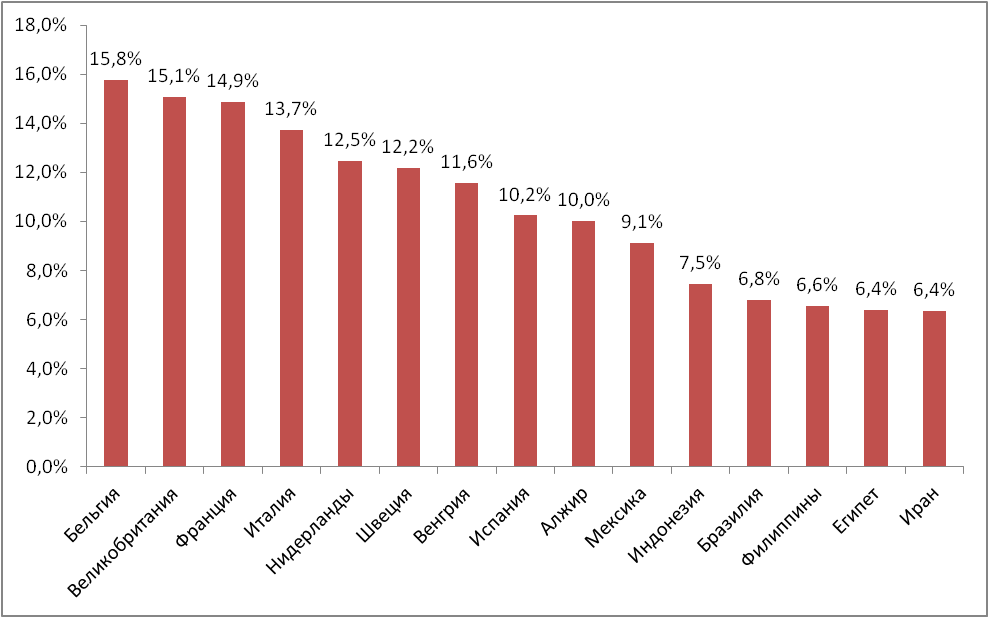 18,0%
16,0%
14,0%
12,0%
10,0%
8,0%
6,0%
4,0%
2,0%
0,0%
15,8%
15,1%
14,9%
13,7%
12,5%
12,2%
11,6%
10,2%
10,0%
9,1%
7,5%
6,8%
6,6%
6,4%
6,4%
Бельгия
Великобритания
Франция
Италия
Нидерланды
Швеция
Венгрия
Испания
Алжир
Мексика
Индонезия
Бразилия
Филиппины
Египет
Иран